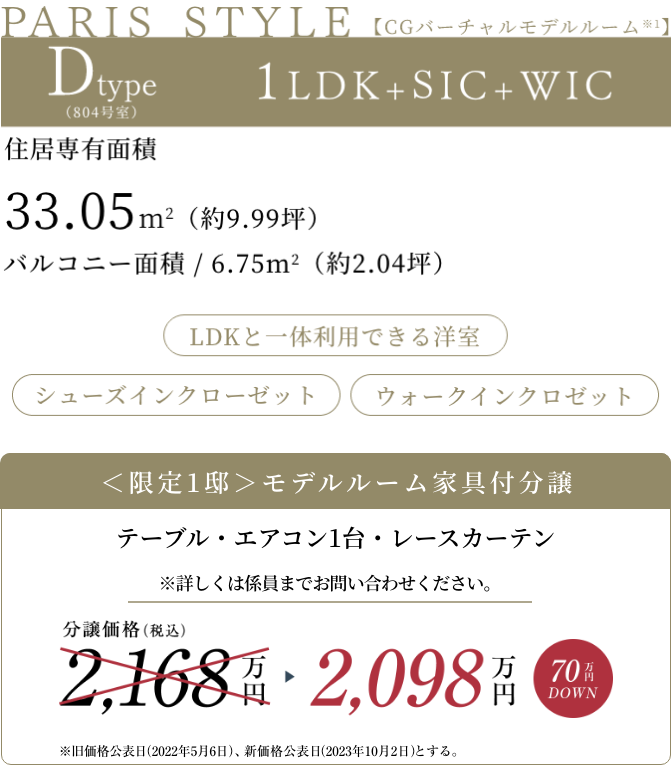 PARIS STYLE【CGバーチャルモデルルーム※1】
Dtype
（804号室）
1LDK+SIC+WIC
住居専有面積
33.05m²（約9.99坪）
バルコニー面積 / 6.75m²（約2.04坪）
LDKと一体利用できる洋室
シューズインクローゼット
ウォークインクロゼット
＜限定1邸＞モデルルーム家具付分譲
テーブル・エアコン1台・レースカーテン
※詳しくは係員までお問い合わせください。
分譲価格（税込）
2,168万円 ▶ 2,098万円
70万円
DOWN
※旧価格公表日(2022年5月6日）、新価格公表日(2023年10月2日)とする。